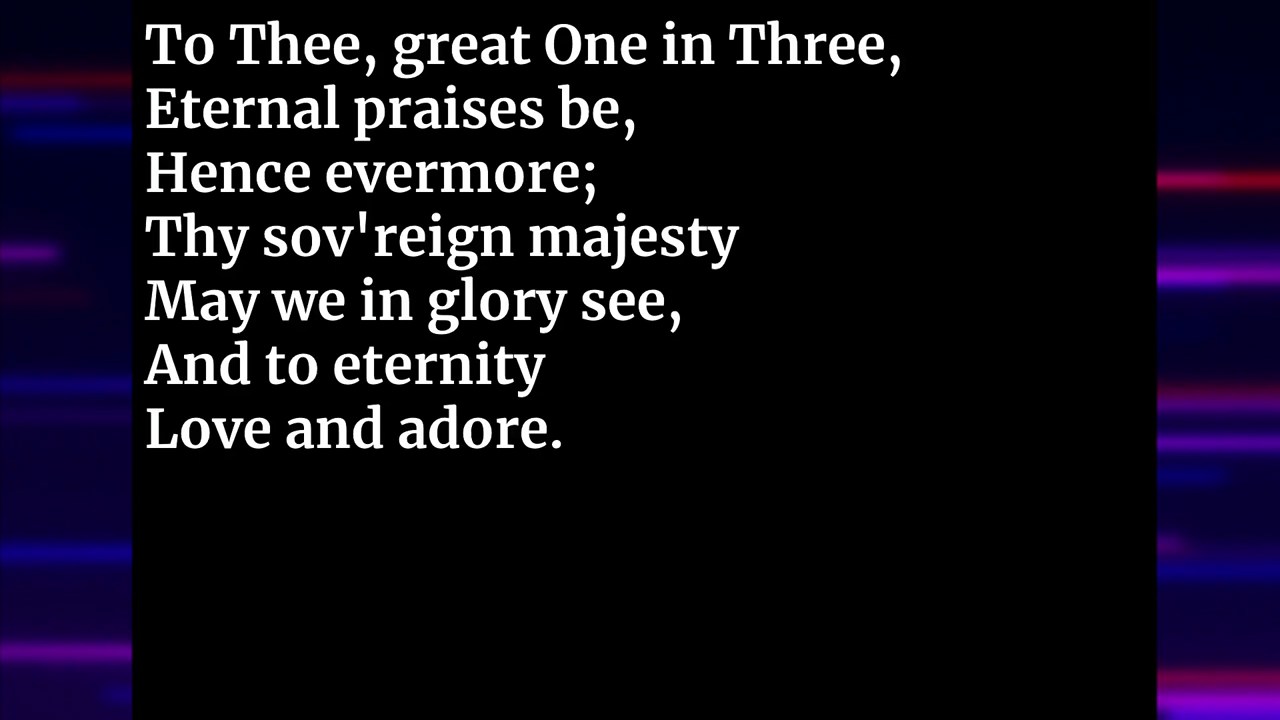 To Thee, great One in Three,
Eternal praises be,
Hence evermore;
Thy sov'reign majesty
May we in glory see,
And to eternity
Love and adore.